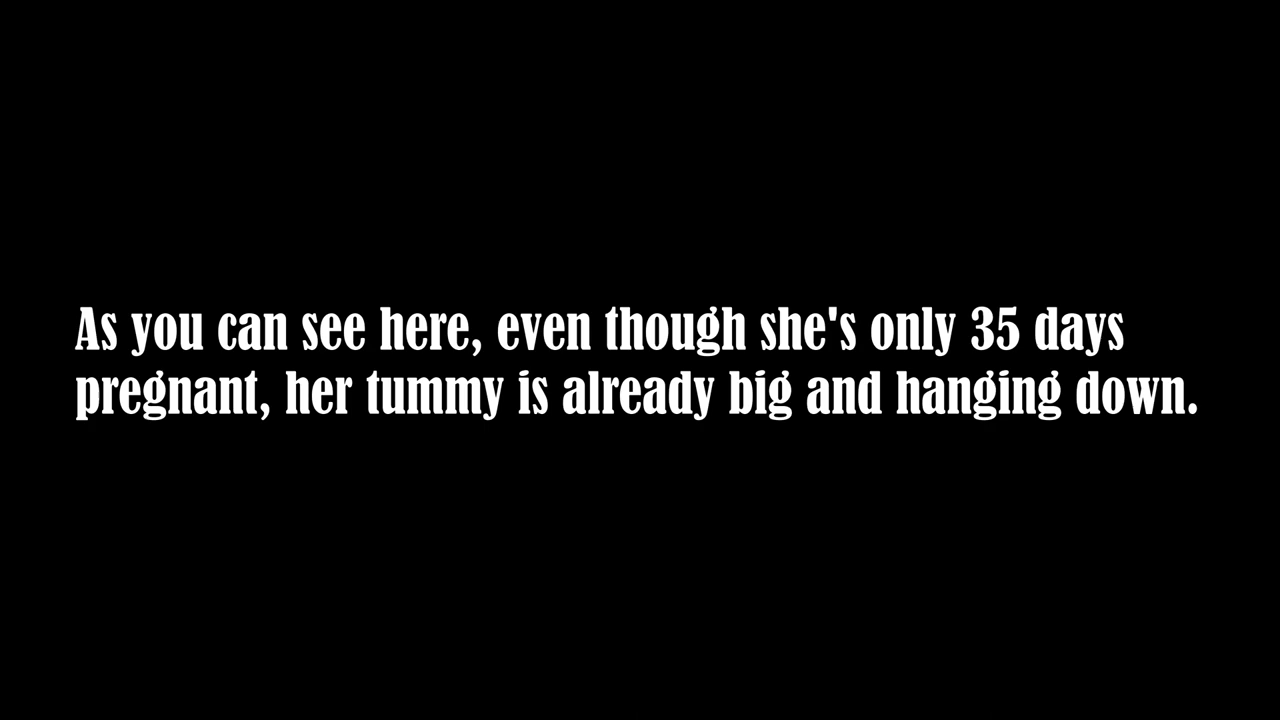 As you can see here, even though she's only 35 days
pregnant, her tummy is already big and hanging down.